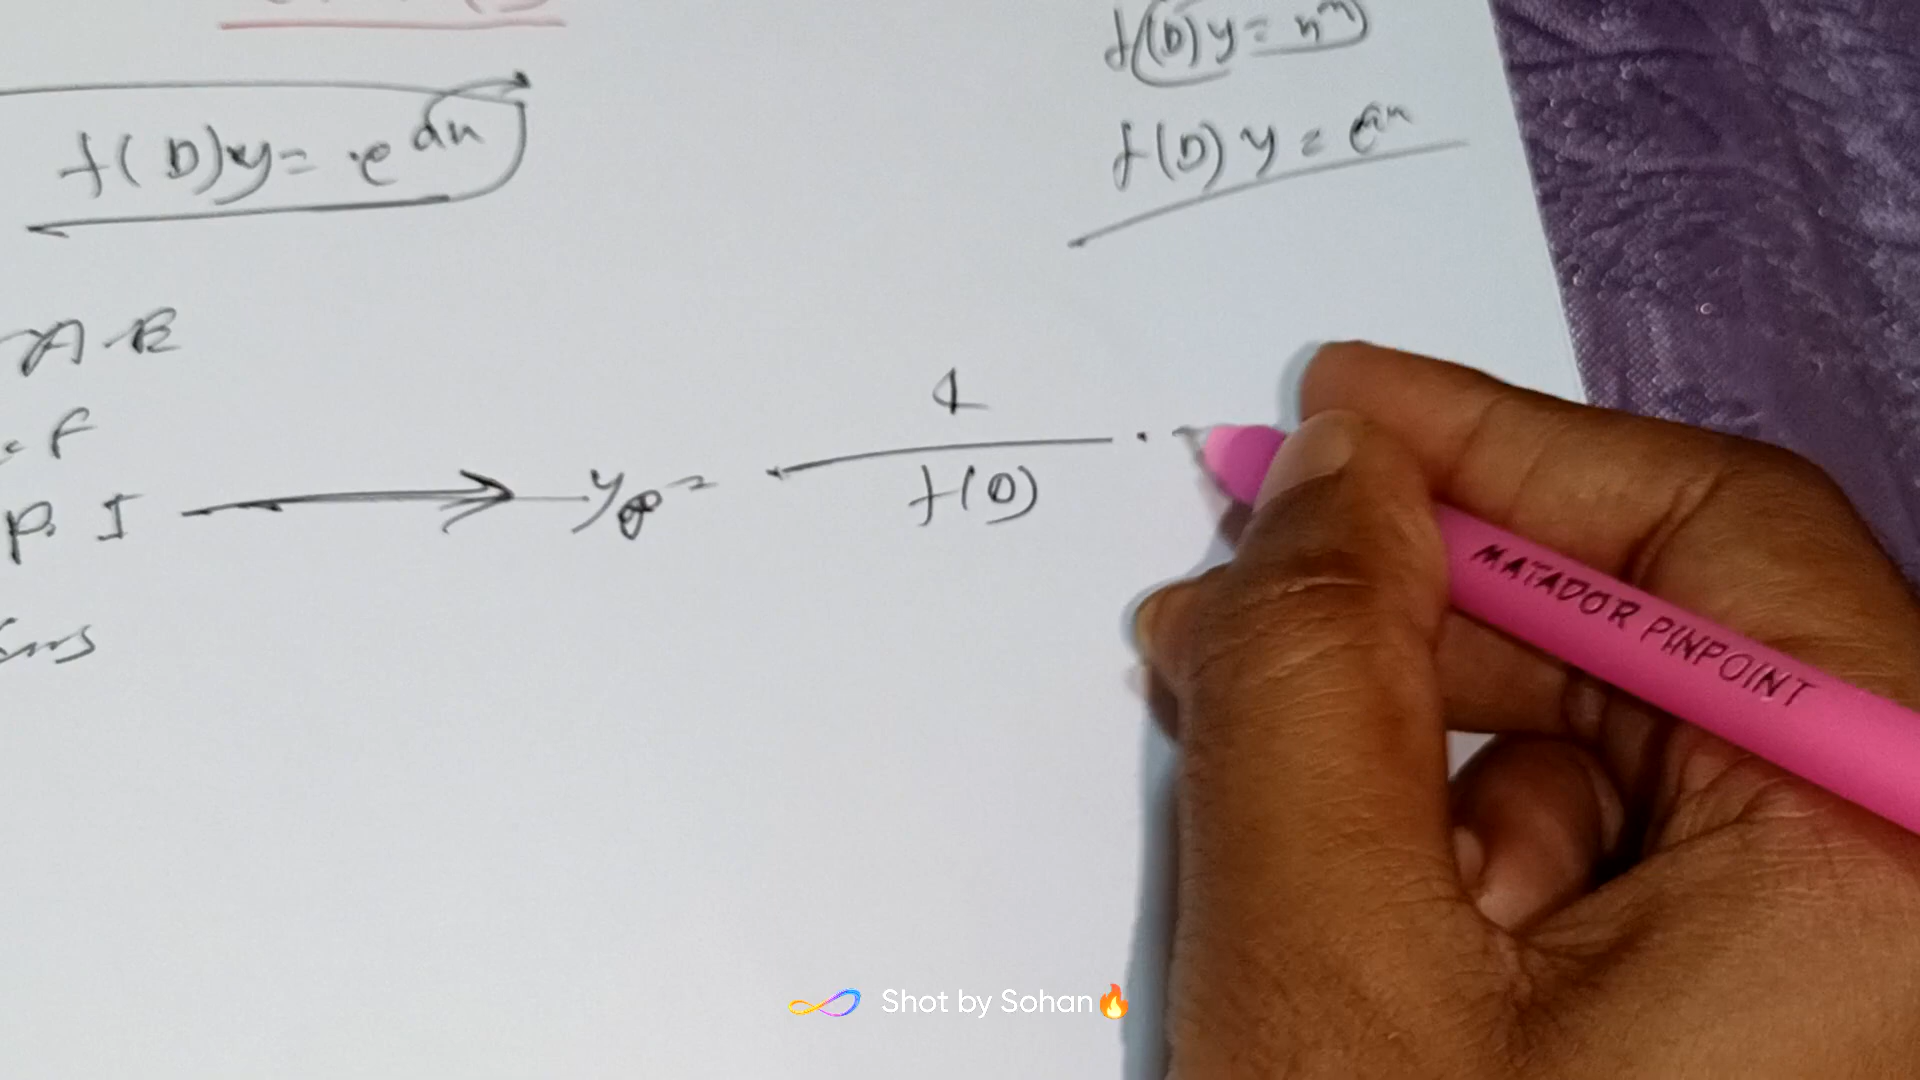 f(D)y = e^{ax}
f(D)y = x^m
f(D)y = e^{ax}
A.E
C.F
P.I → y_p = 1/f(D) ·
MATADOR PINPOINT
Shot by Sohan🔥